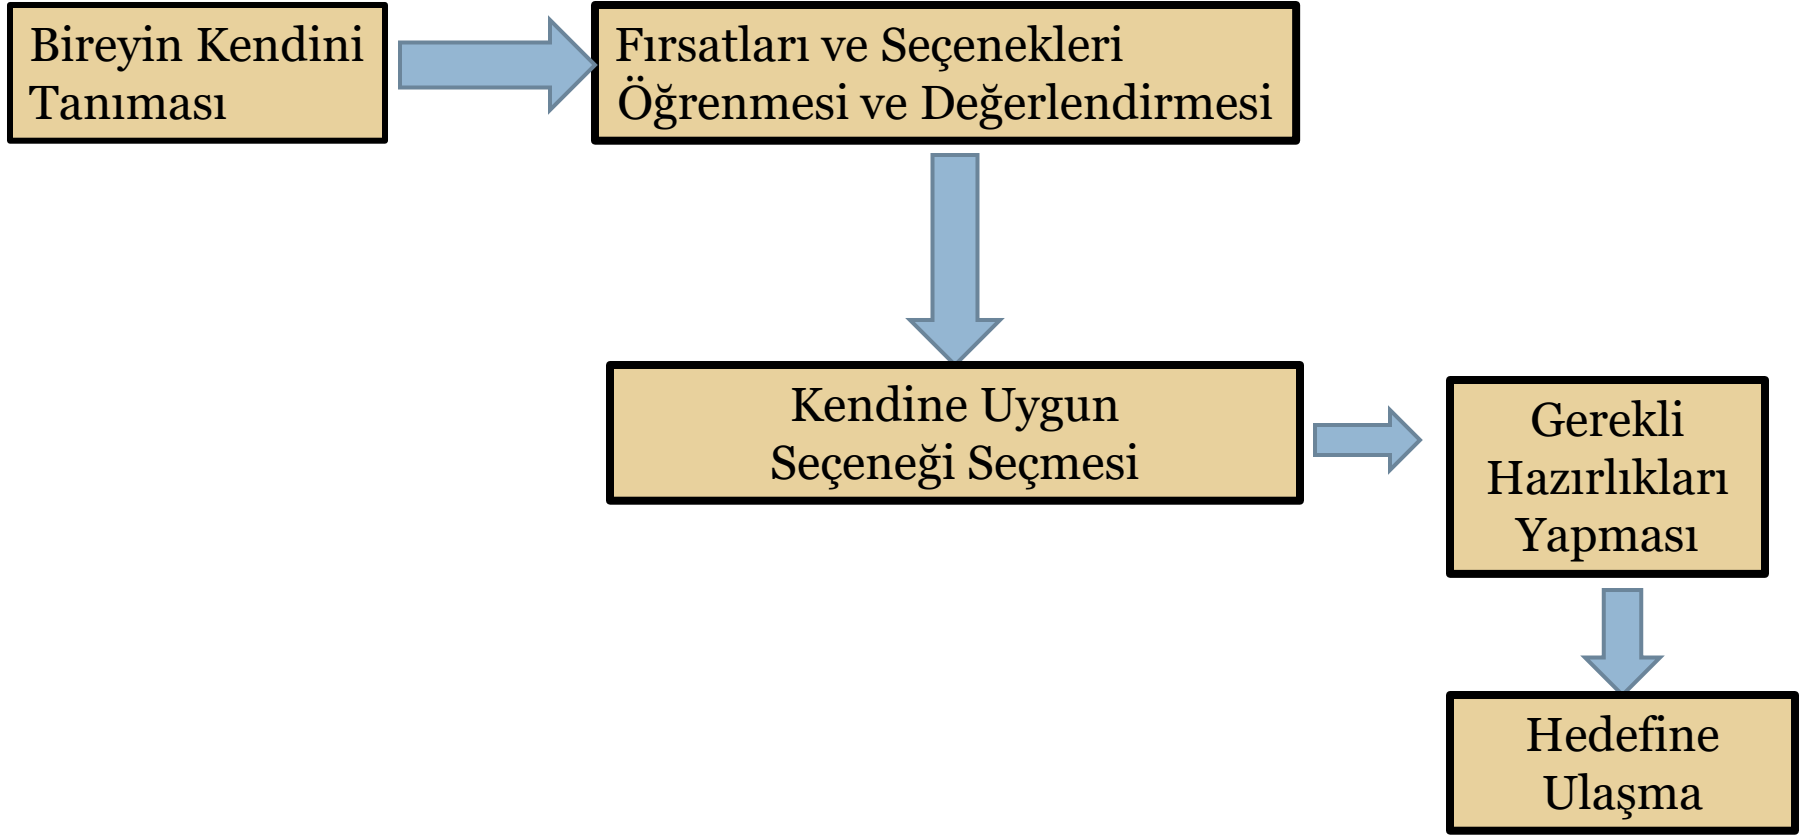 Bireyin Kendini
Tanıması
Fırsatları ve Seçenekleri
Öğrenmesi ve Değerlendirmesi
Kendine Uygun
Seçeneği Seçmesi
Gerekli
Hazırlıkları
Yapması
Hedefine
Ulaşma